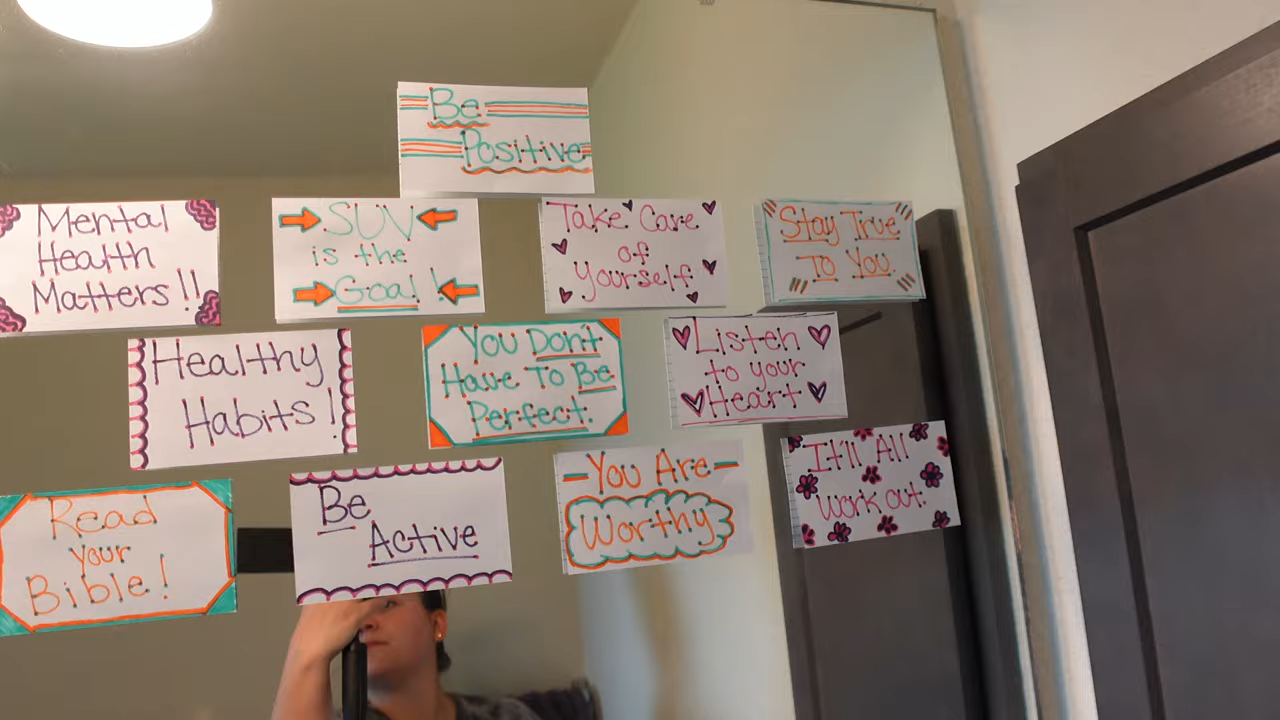 Be
Positive
Mental
Health
Matters!!
SUV
is the
Goal!
Take Care
of
Yourself
Stay True
To You.
Healthy
Habits!
You Don't
Have To Be
Perfect.
Listen
to your
Heart
It'll All
work out.
Read
your
Bible!
Be
Active
You Are
Worthy